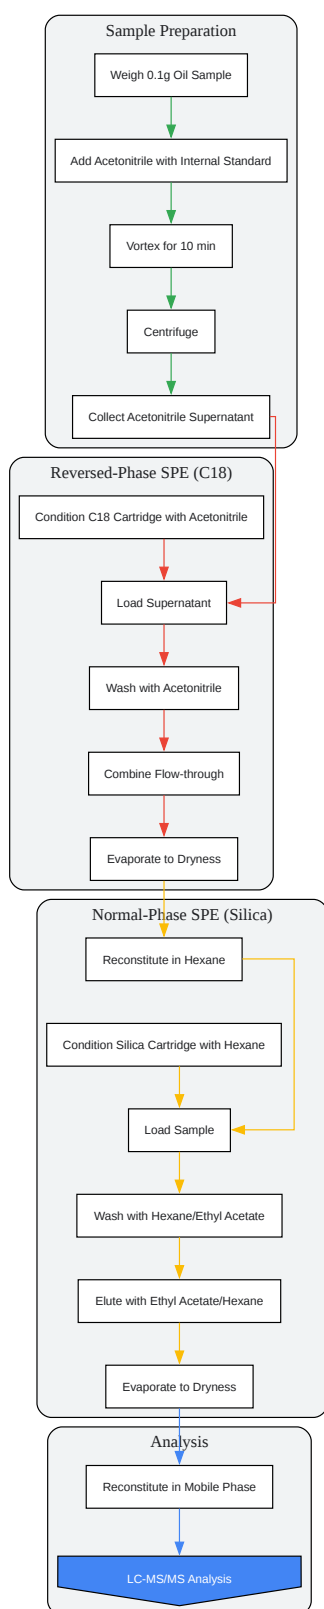 Sample Preparation
Weigh 0.1g Oil Sample
Add Acetonitrile with Internal Standard
Vortex for 10 min
Centrifuge
Collect Acetonitrile Supernatant
Reversed-Phase SPE (C18)
Condition C18 Cartridge with Acetonitrile
Load Supernatant
Wash with Acetonitrile
Combine Flow-through
Evaporate to Dryness
Normal-Phase SPE (Silica)
Reconstitute in Hexane
Condition Silica Cartridge with Hexane
Load Sample
Wash with Hexane/Ethyl Acetate
Elute with Ethyl Acetate/Hexane
Evaporate to Dryness
Analysis
Reconstitute in Mobile Phase
LC-MS/MS Analysis